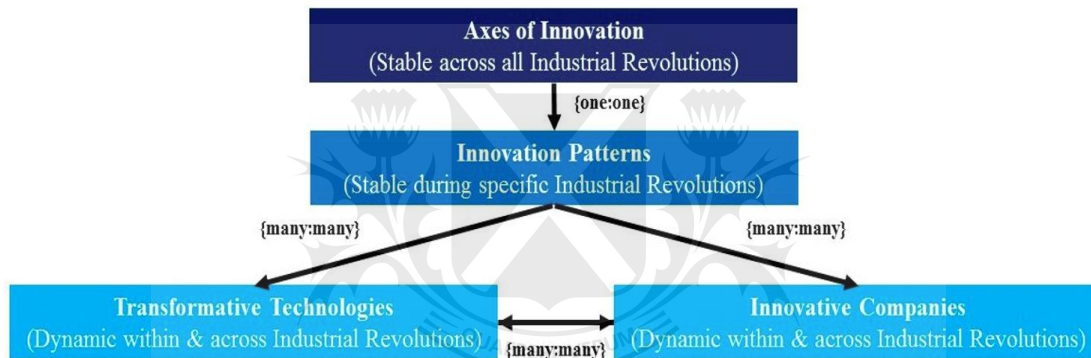 Axes of Innovation
(Stable across all Industrial Revolutions)
{one:one}
Innovation Patterns
(Stable during specific Industrial Revolutions)
{many:many}
{many:many}
Transformative Technologies
(Dynamic within & across Industrial Revolutions)
{many:many}
Innovative Companies
(Dynamic within & across Industrial Revolutions)